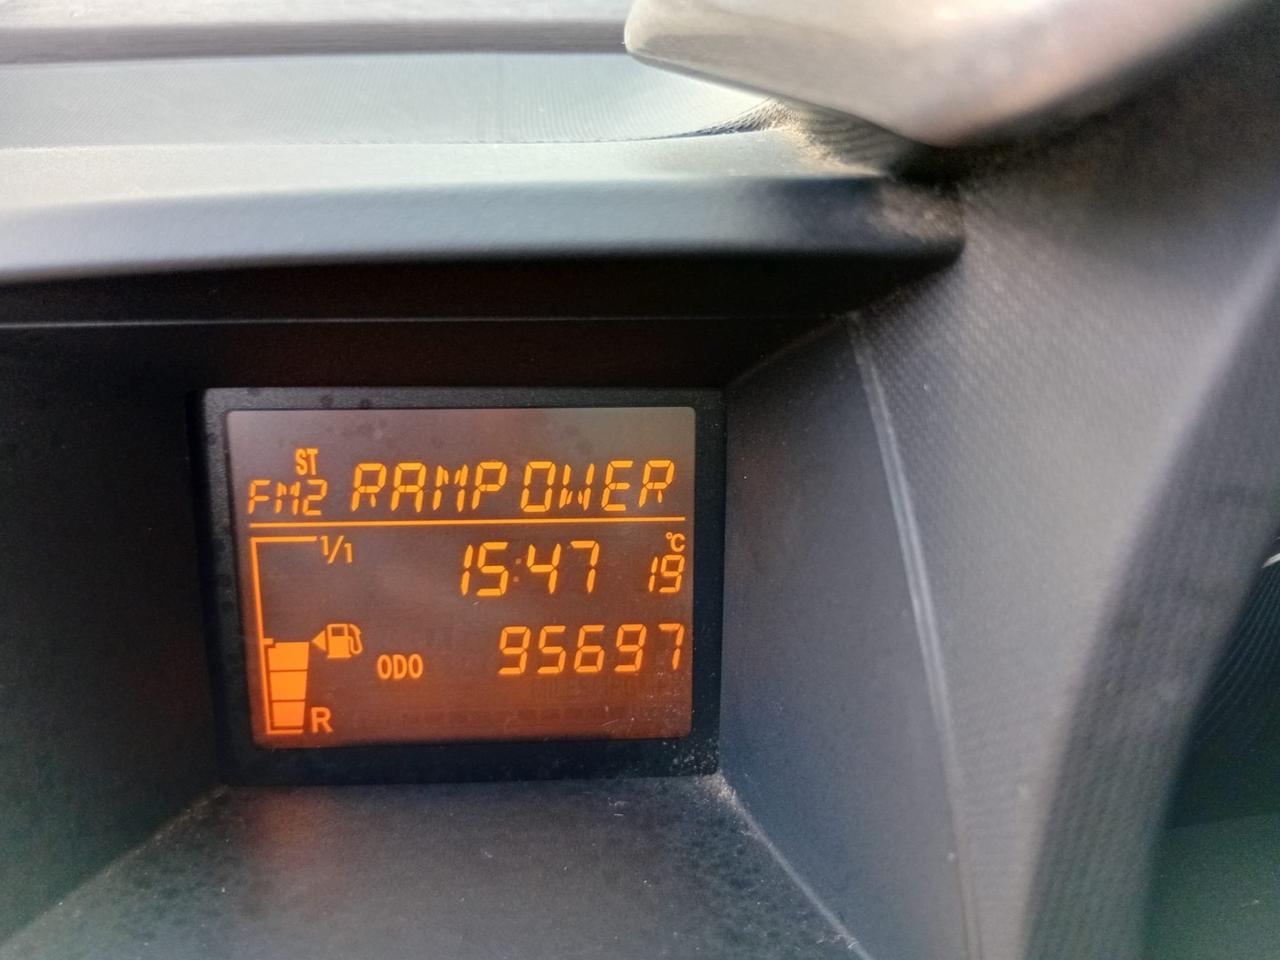 ST
FM2 RAMPOWER
1/1 15:47 19 °C
ODO 95697
R